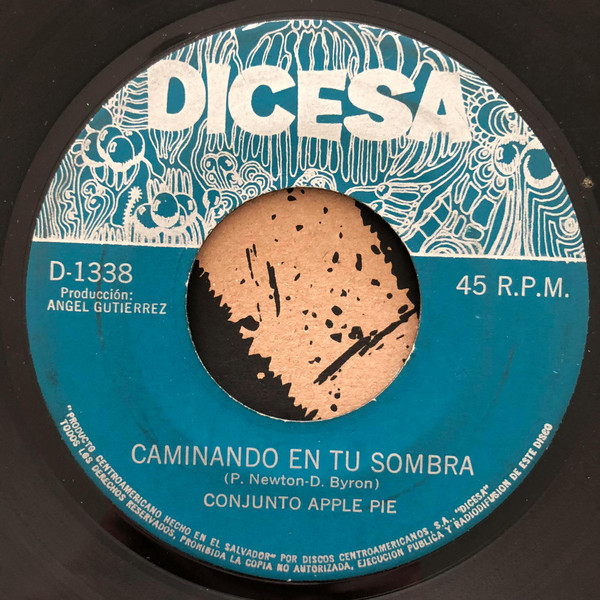 DICESA
D-1338
Producción:
ANGEL GUTIERREZ
45 R.P.M.
CAMINANDO EN TU SOMBRA
(P. Newton-D. Byron)
CONJUNTO APPLE PIE
"PRODUCTO CENTROAMERICANO HECHO EN EL SALVADOR" POR DISCOS CENTROAMERICANOS, S.A. "DICESA"
TODOS LOS DERECHOS RESERVADOS, PROHIBIDA LA COPIA NO AUTORIZADA, EJECUCION PUBLICA Y RADIODIFUSION DE ESTE DISCO